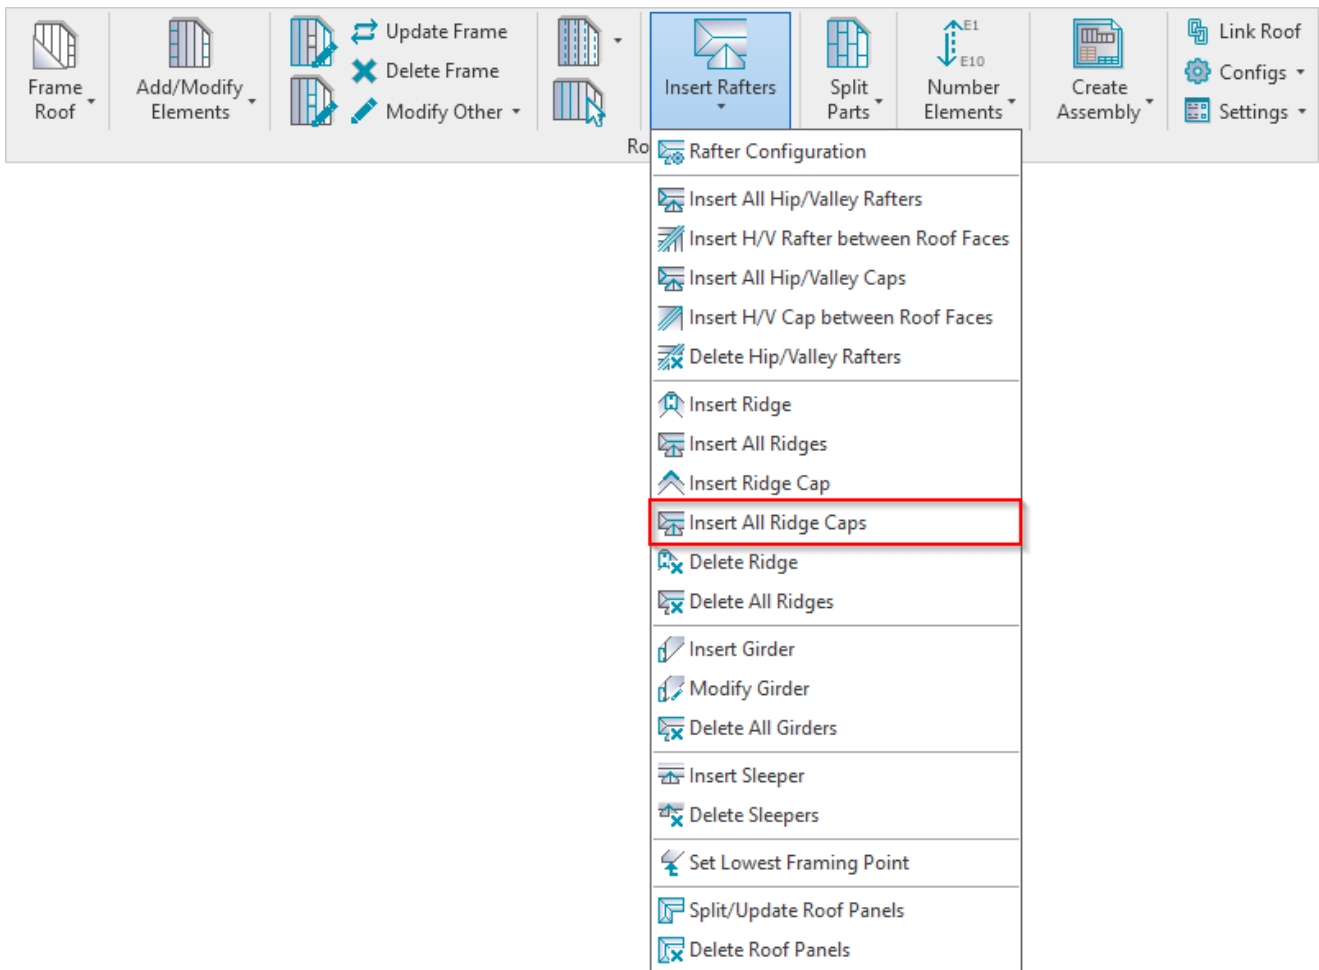 Frame
Roof
Add/Modify
Elements
Update Frame
Delete Frame
Modify Other
Insert Rafters
Split
Parts
E1
E10
Number
Elements
Create
Assembly
Link Roof
Configs
Settings
Ro
Rafter Configuration
Insert All Hip/Valley Rafters
Insert H/V Rafter between Roof Faces
Insert All Hip/Valley Caps
Insert H/V Cap between Roof Faces
Delete Hip/Valley Rafters
Insert Ridge
Insert All Ridges
Insert Ridge Cap
Insert All Ridge Caps
Delete Ridge
Delete All Ridges
Insert Girder
Modify Girder
Delete All Girders
Insert Sleeper
Delete Sleepers
Set Lowest Framing Point
Split/Update Roof Panels
Delete Roof Panels